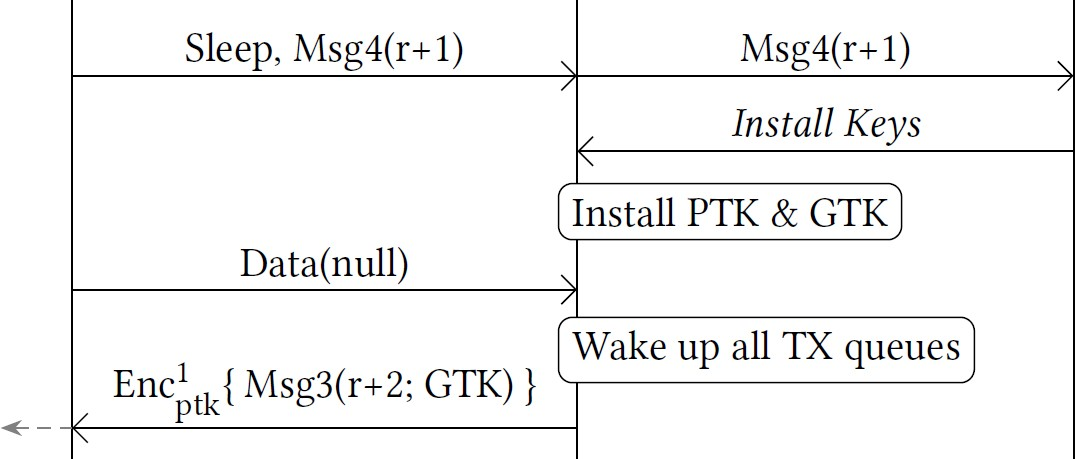 Sleep, Msg4(r+1)
Msg4(r+1)
Install Keys
Install PTK & GTK
Data(null)
Wake up all TX queues
Enc¹ₚₜₖ{ Msg3(r+2; GTK) }